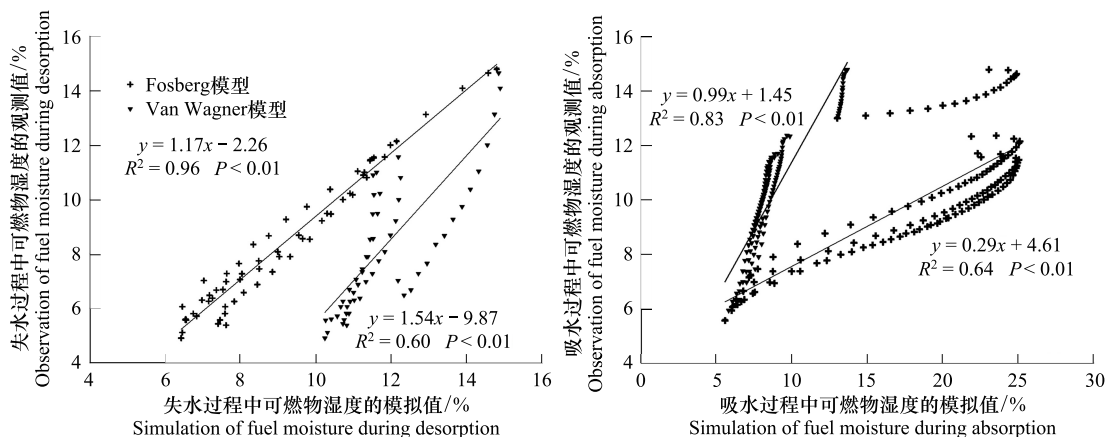 失水过程中可燃物湿度的观测值/%
Observation of fuel moisture during desorption
16
14
12
10
8
6
4
Fosberg模型
Van Wagner模型
y = 1.17x − 2.26
R² = 0.96 P < 0.01
y = 1.54x − 9.87
R² = 0.60 P < 0.01
4 6 8 10 12 14 16
失水过程中可燃物湿度的模拟值/%
Simulation of fuel moisture during desorption
吸水过程中可燃物湿度的观测值/%
Observation of fuel moisture during absorption
16
14
12
10
8
6
4
y = 0.99x + 1.45
R² = 0.83 P < 0.01
y = 0.29x + 4.61
R² = 0.64 P < 0.01
0 5 10 15 20 25 30
吸水过程中可燃物湿度的模拟值/%
Simulation of fuel moisture during absorption